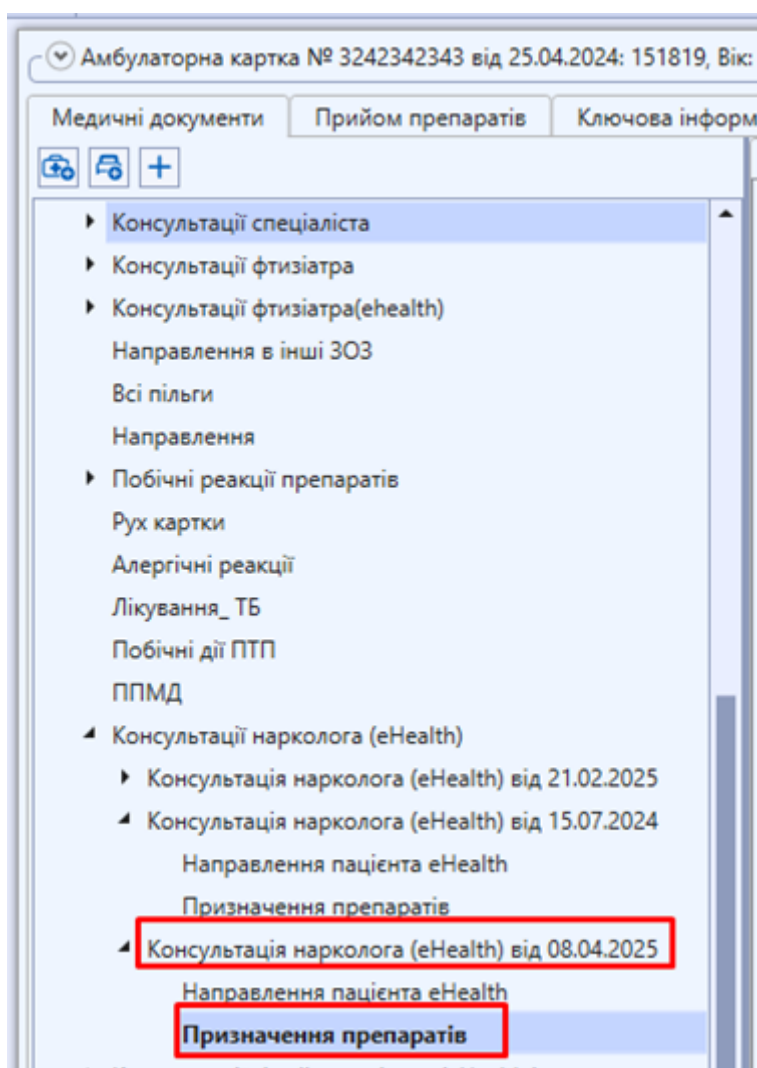 Амбулаторна картка № 3242342343 від 25.04.2024: 151819, Вік:
Медичні документи Прийом препаратів Ключова інформ
Консультації спеціаліста
Консультації фтизіатра
Консультації фтизіатра(ehealth)
Направлення в інші ЗОЗ
Всі пільги
Направлення
Побічні реакції препаратів
Рух картки
Алергічні реакції
Лікування_ ТБ
Побічні дії ПТП
ППМД
Консультації нарколога (eHealth)
Консультація нарколога (eHealth) від 21.02.2025
Консультація нарколога (eHealth) від 15.07.2024
Направлення пацієнта eHealth
Призначення препаратів
Консультація нарколога (eHealth) від 08.04.2025
Направлення пацієнта eHealth
Призначення препаратів